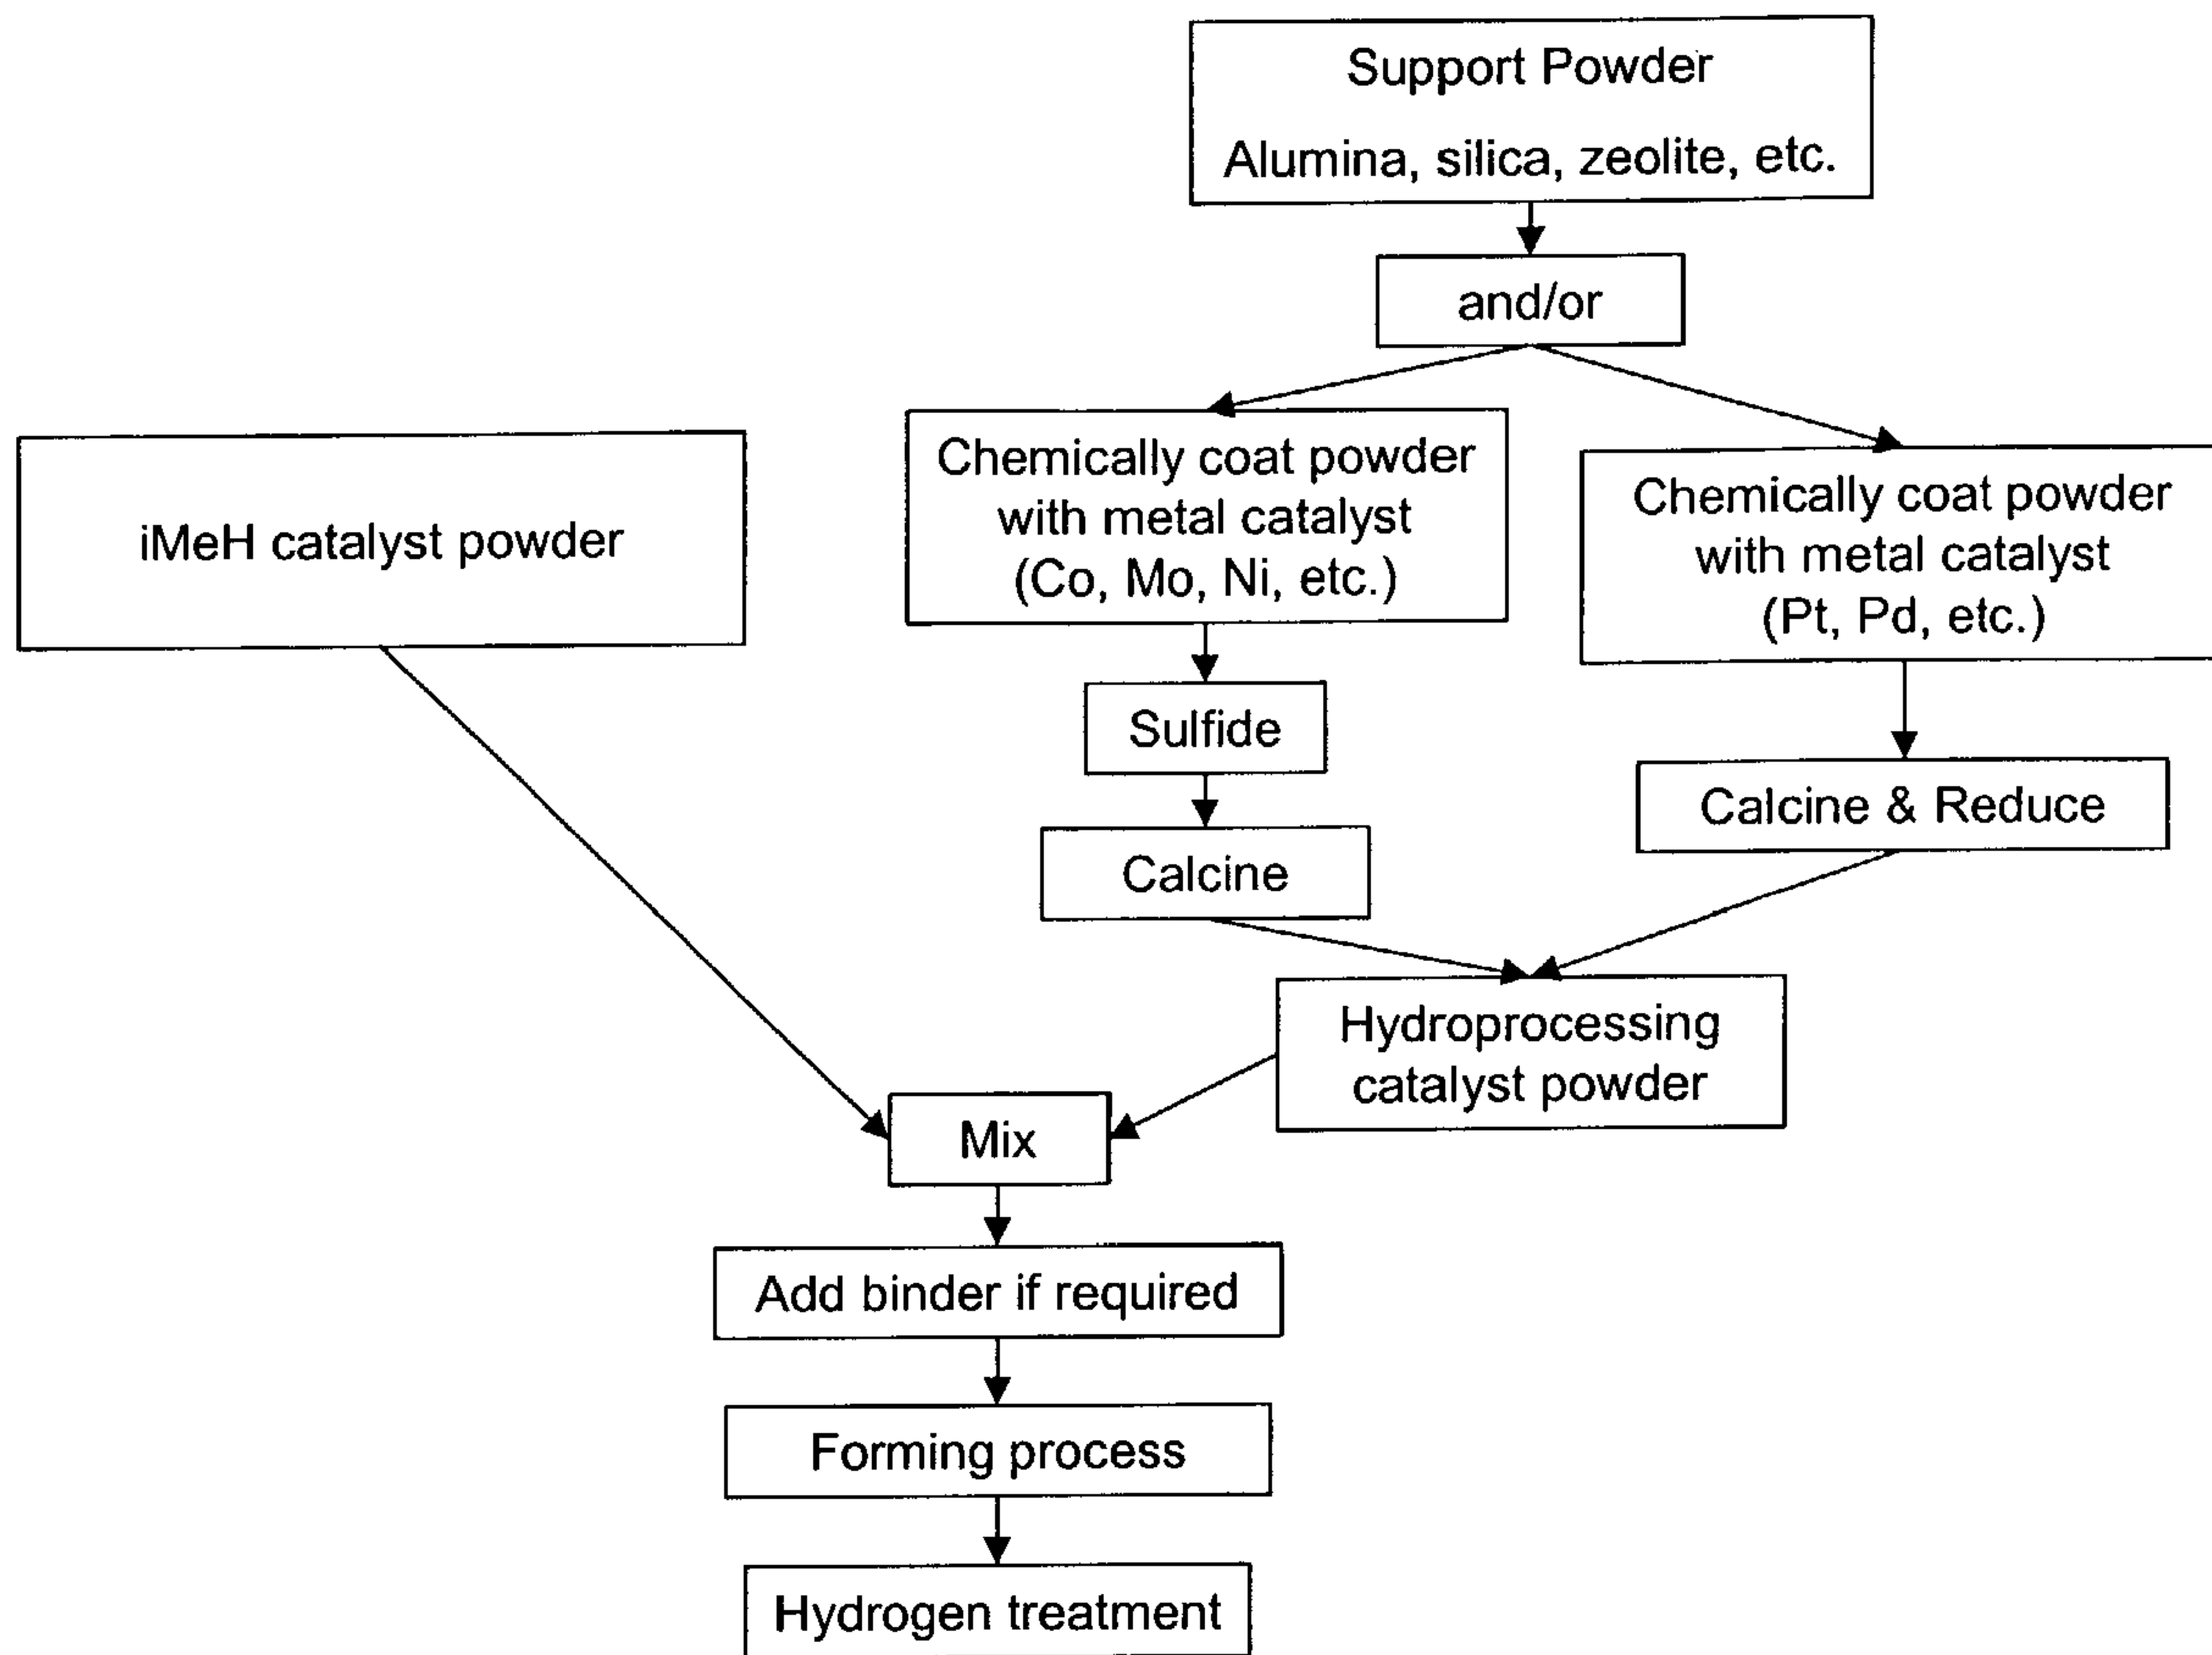 Support Powder
Alumina, silica, zeolite, etc.
and/or
Chemically coat powder
with metal catalyst
(Co, Mo, Ni, etc.)
Chemically coat powder
with metal catalyst
(Pt, Pd, etc.)
iMeH catalyst powder
Sulfide
Calcine & Reduce
Calcine
Hydroprocessing
catalyst powder
Mix
Add binder if required
Forming process
Hydrogen treatment